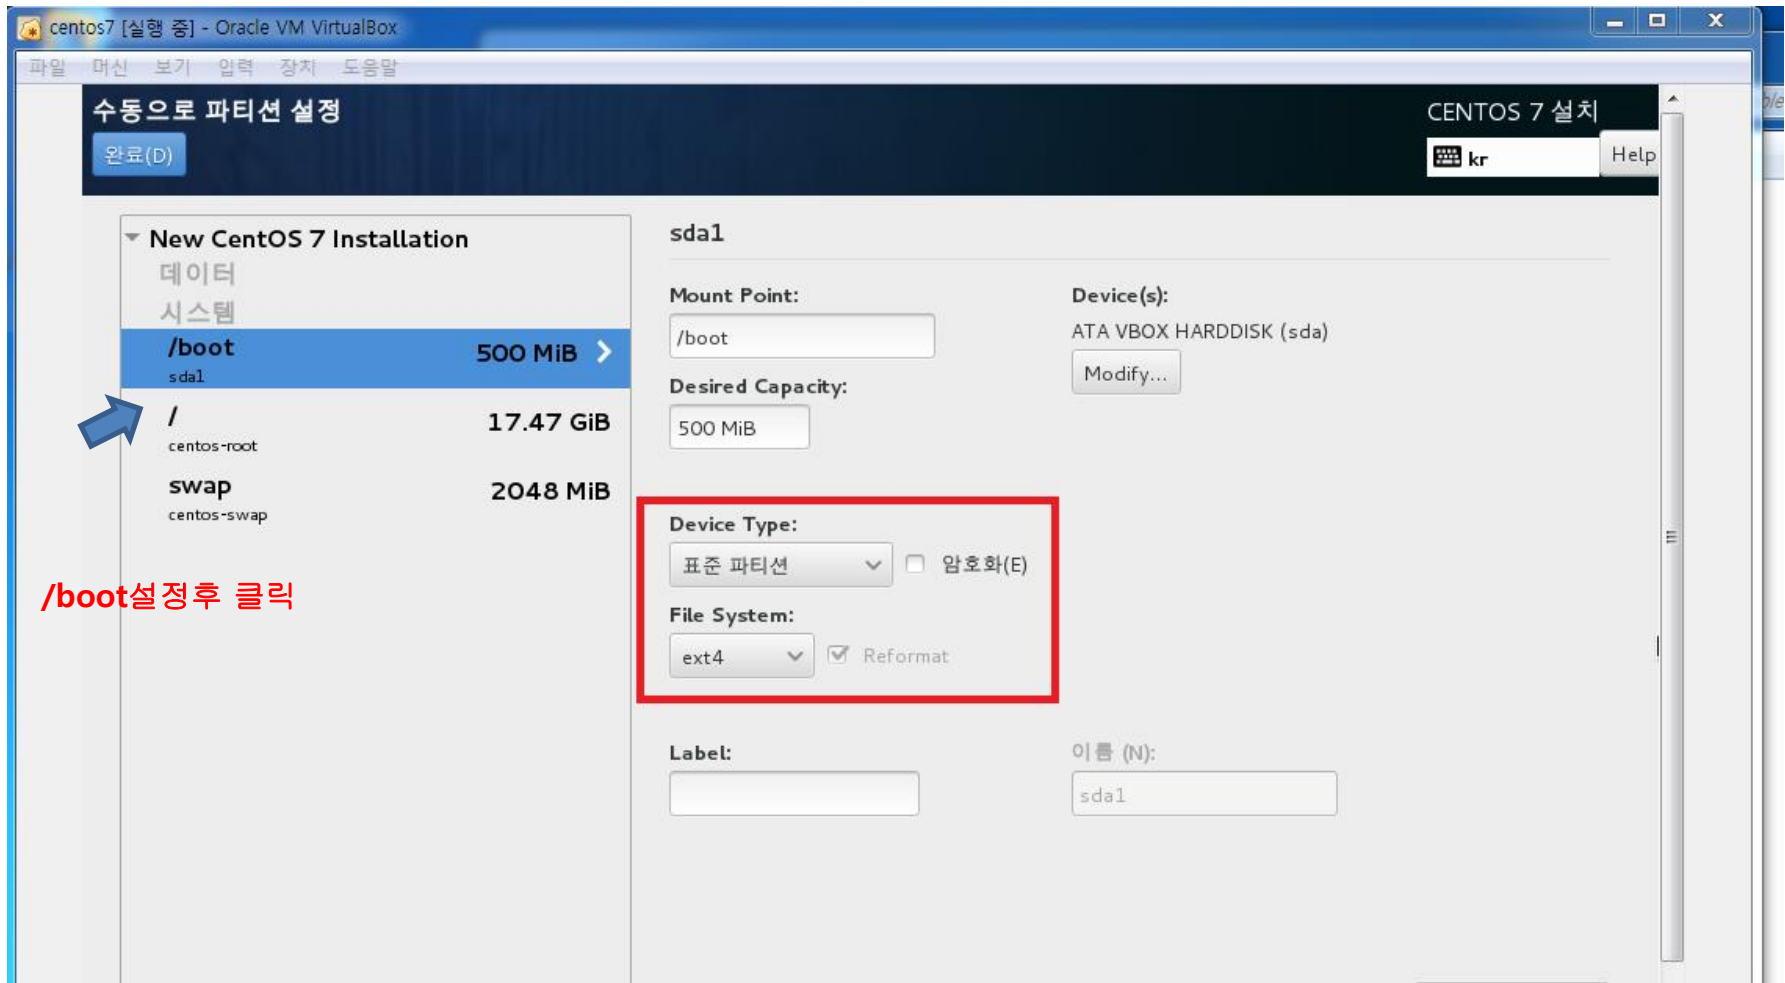 centos7 [실행 중] - Oracle VM VirtualBox
파일 머신 보기 입력 장치 도움말
수동으로 파티션 설정
완료(D)
CENTOS 7 설치
kr
Help
New CentOS 7 Installation
데이터
시스템
/boot 500 MiB
sda1
/ 17.47 GiB
centos-root
swap 2048 MiB
centos-swap
/boot설정후 클릭
sda1
Mount Point:
/boot
Device(s):
ATA VBOX HARDDISK (sda)
Modify...
Desired Capacity:
500 MiB
Device Type:
표준 파티션
암호화(E)
File System:
ext4
Reformat
Label:
이름 (N):
sda1